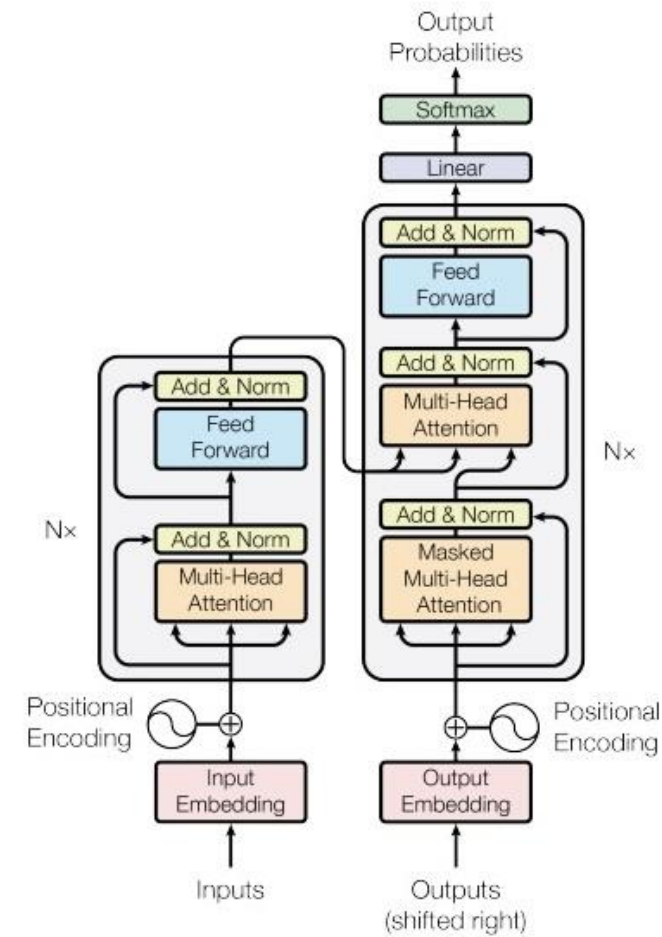 Output
Probabilities
Softmax
Linear
Add & Norm
Feed
Forward
Add & Norm
Multi-Head
Attention
Add & Norm
Masked
Multi-Head
Attention
Nx
Add & Norm
Feed
Forward
Add & Norm
Multi-Head
Attention
Nx
Positional
Encoding
Positional
Encoding
Input
Embedding
Output
Embedding
Inputs
Outputs
(shifted right)